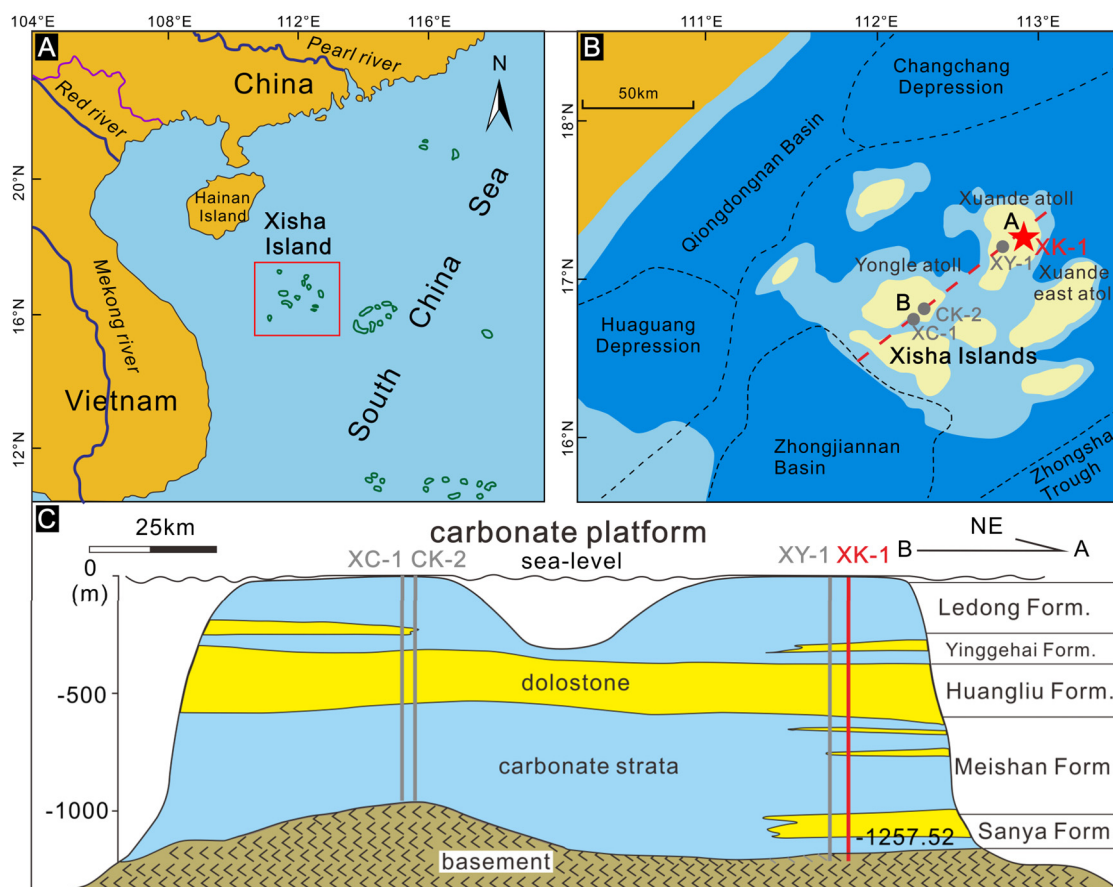 104°E
108°E
112°E
116°E
A
Pearl river
China
N
Red river
20°N
16°N
12°N
Hainan
Island
Xisha
Island
Mekong river
Vietnam
South China Sea
111°E
112°E
113°E
B
50km
18°N
17°N
16°N
Changchang
Depression
Qiongdongnan Basin
Xuande atoll
A
XK-1
XY-1
Xuande
east atol
Yongle atoll
B
CK-2
XC-1
Huaguang
Depression
Xisha Islands
Zhongjiannan
Basin
Zhongsha
Trough
C
25km
carbonate platform
NE
XC-1 CK-2
sea-level
XY-1 XK-1
B
A
0
(m)
Ledong Form.
Yinggehai Form.
dolostone
-500
Huangliu Form.
carbonate strata
Meishan Form.
-1000
Sanya Form.
-1257.52
basement